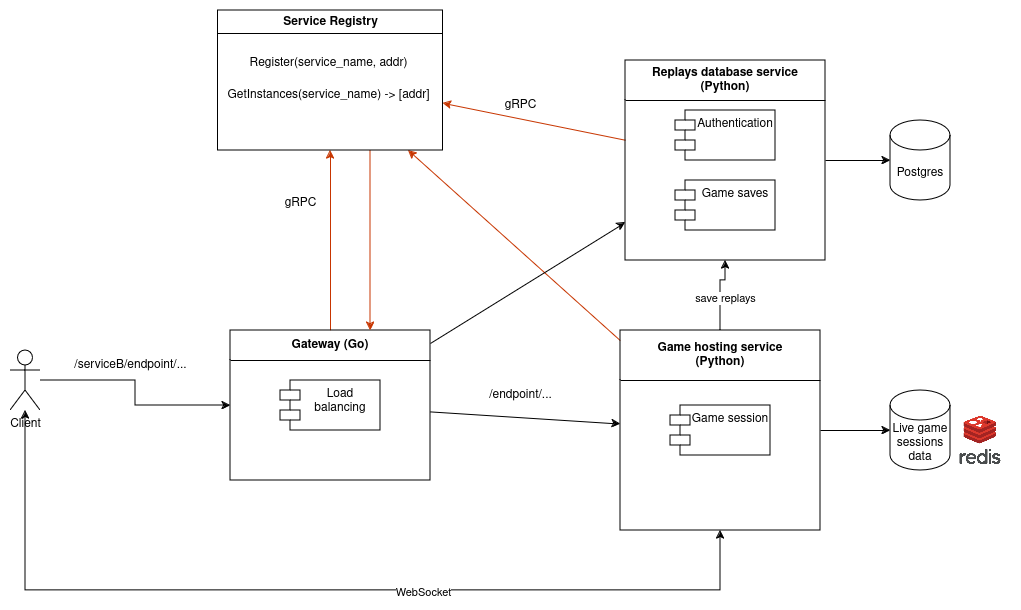 Service Registry
Register(service_name, addr)
GetInstances(service_name) -> [addr]
gRPC
Replays database service
(Python)
Authentication
Game saves
Postgres
gRPC
save replays
Gateway (Go)
Load
balancing
/serviceB/endpoint/...
Client
/endpoint/...
Game hosting service
(Python)
Game session
Live game
sessions
data
redis
WebSocket